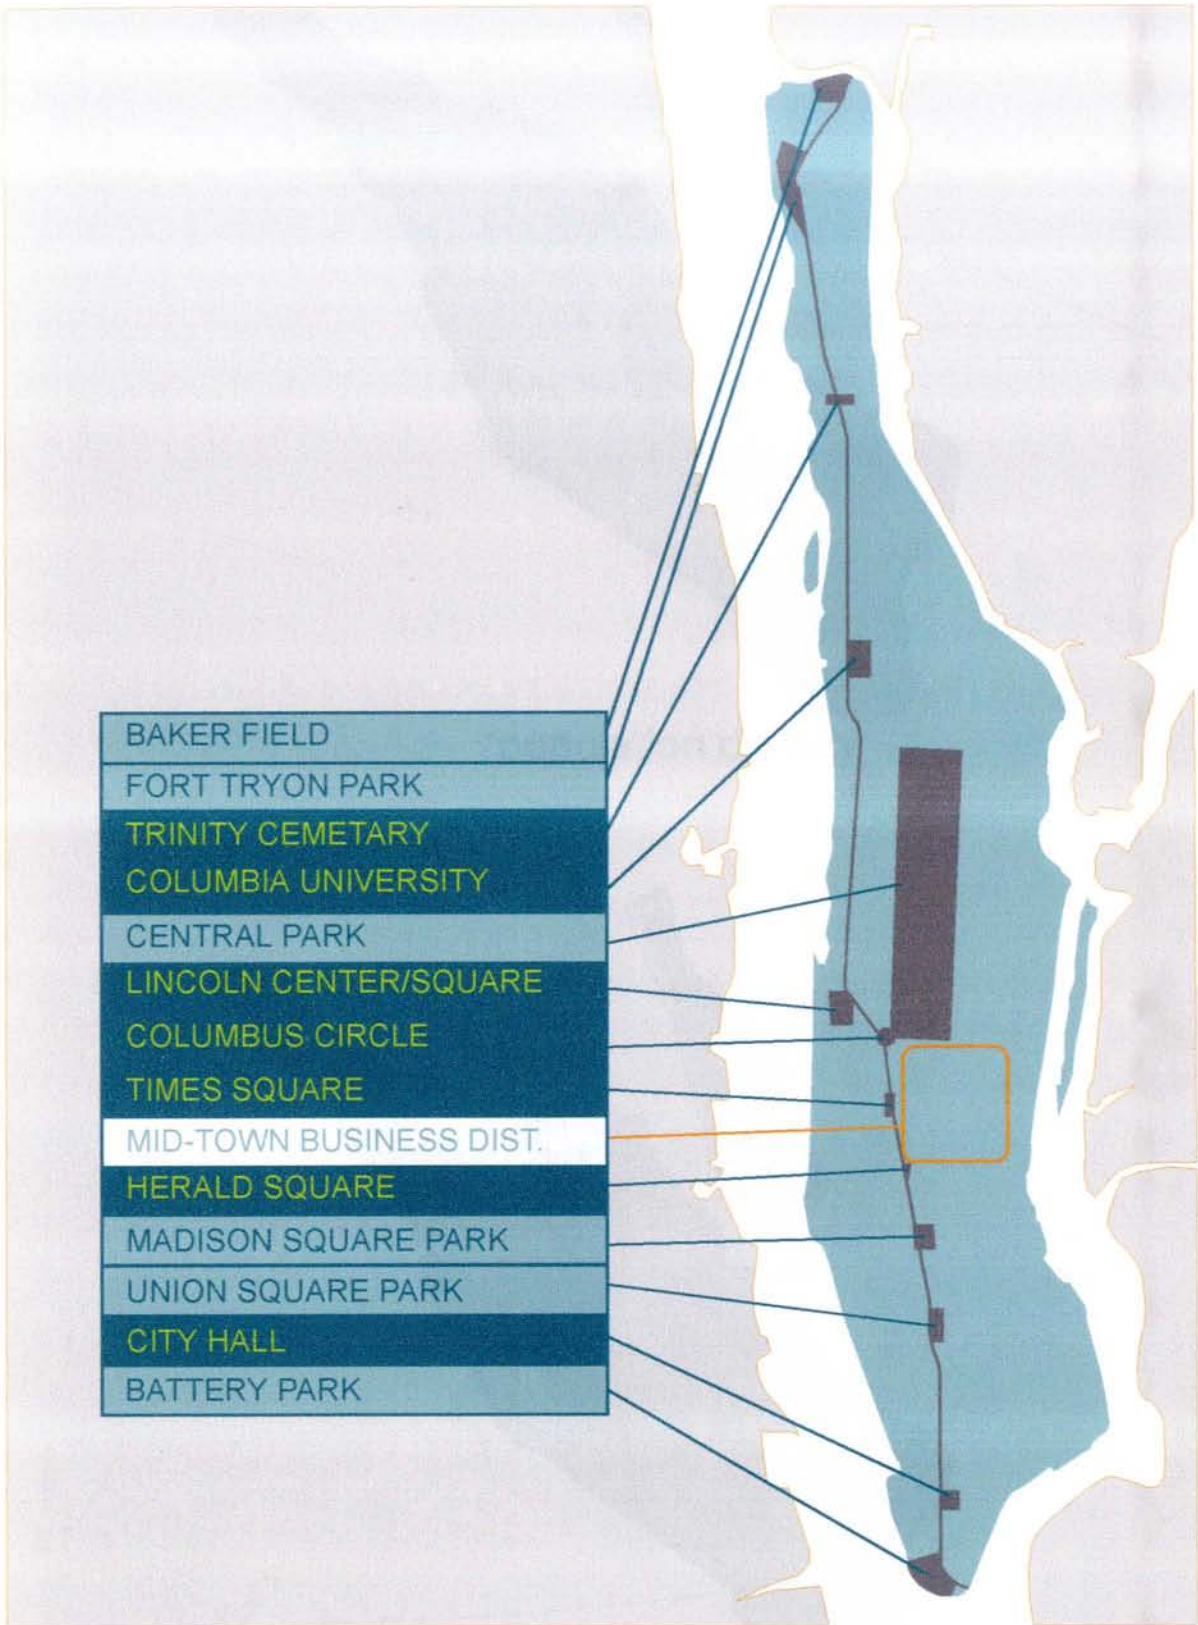 BAKER FIELD
FORT TRYON PARK
TRINITY CEMETARY
COLUMBIA UNIVERSITY
CENTRAL PARK
LINCOLN CENTER/SQUARE
COLUMBUS CIRCLE
TIMES SQUARE
MID-TOWN BUSINESS DIST.
HERALD SQUARE
MADISON SQUARE PARK
UNION SQUARE PARK
CITY HALL
BATTERY PARK